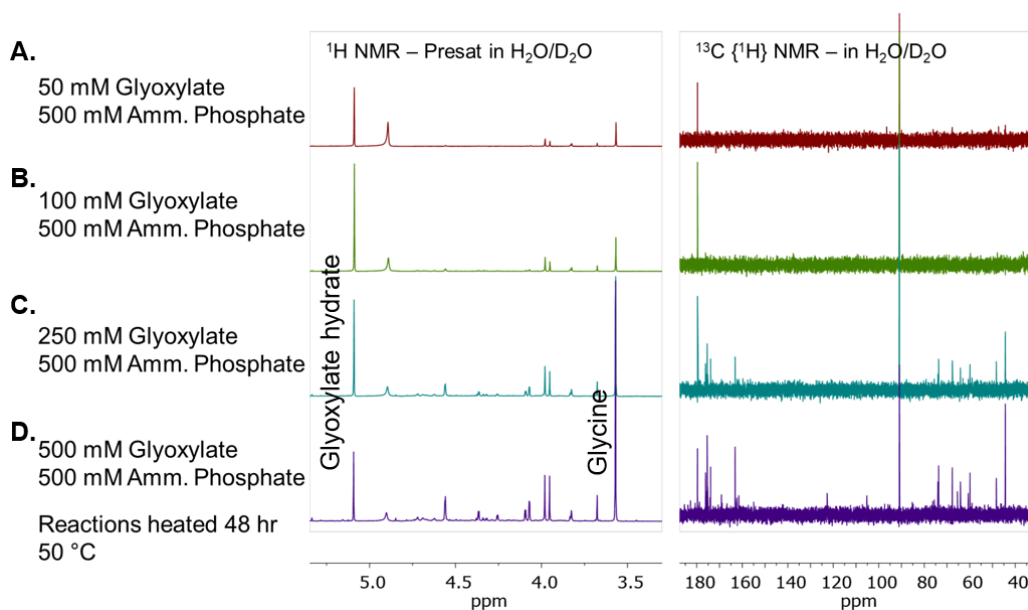 A.
50 mM Glyoxylate
500 mM Amm. Phosphate
B.
100 mM Glyoxylate
500 mM Amm. Phosphate
C.
250 mM Glyoxylate
500 mM Amm. Phosphate
D.
500 mM Glyoxylate
500 mM Amm. Phosphate
Reactions heated 48 hr
50 °C
¹H NMR – Presat in H₂O/D₂O
Glyoxylate hydrate
Glycine
5.0 4.5 4.0 3.5
ppm
¹³C {¹H} NMR – in H₂O/D₂O
180 160 140 120 100 80 60 40
ppm